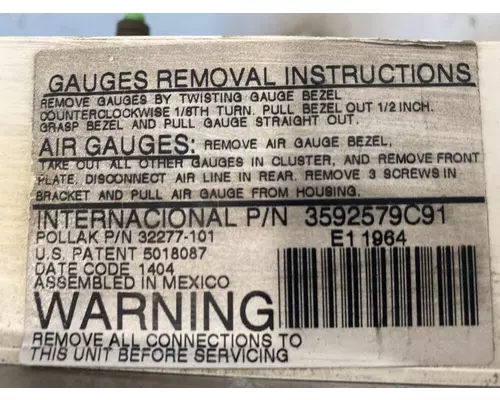 GAUGES REMOVAL INSTRUCTIONS
REMOVE GAUGES BY TWISTING GAUGE BEZEL
COUNTERCLOCKWISE 1/8TH TURN. PULL BEZEL OUT 1/2 INCH.
GRASP BEZEL AND PULL GAUGE STRAIGHT OUT.
AIR GAUGES: REMOVE AIR GAUGE BEZEL,
TAKE OUT ALL OTHER GAUGES IN CLUSTER, AND REMOVE FRONT
PLATE. DISCONNECT AIR LINE IN REAR. REMOVE 3 SCREWS IN
BRACKET AND PULL AIR GAUGE FROM HOUSING.
INTERNACIONAL P/N 3592579C91
POLLAK P/N 32277-101 E11964
U.S. PATENT 5018087
DATE CODE 1404
ASSEMBLED IN MEXICO
WARNING
REMOVE ALL CONNECTIONS TO
THIS UNIT BEFORE SERVICING